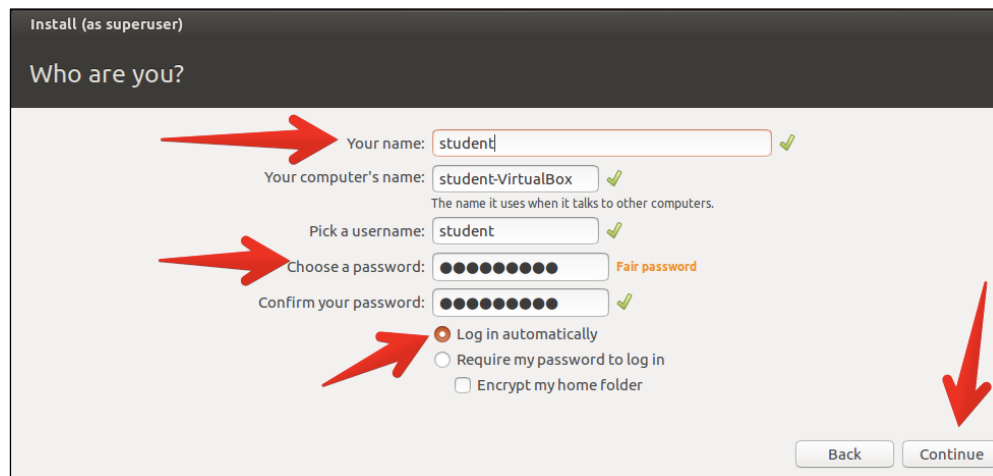 Install (as superuser)
Who are you?
Your name: student
Your computer's name: student-VirtualBox
The name it uses when it talks to other computers.
Pick a username: student
Choose a password: ●●●●●●●●● Fair password
Confirm your password: ●●●●●●●●●
Log in automatically
Require my password to log in
Encrypt my home folder
Back Continue